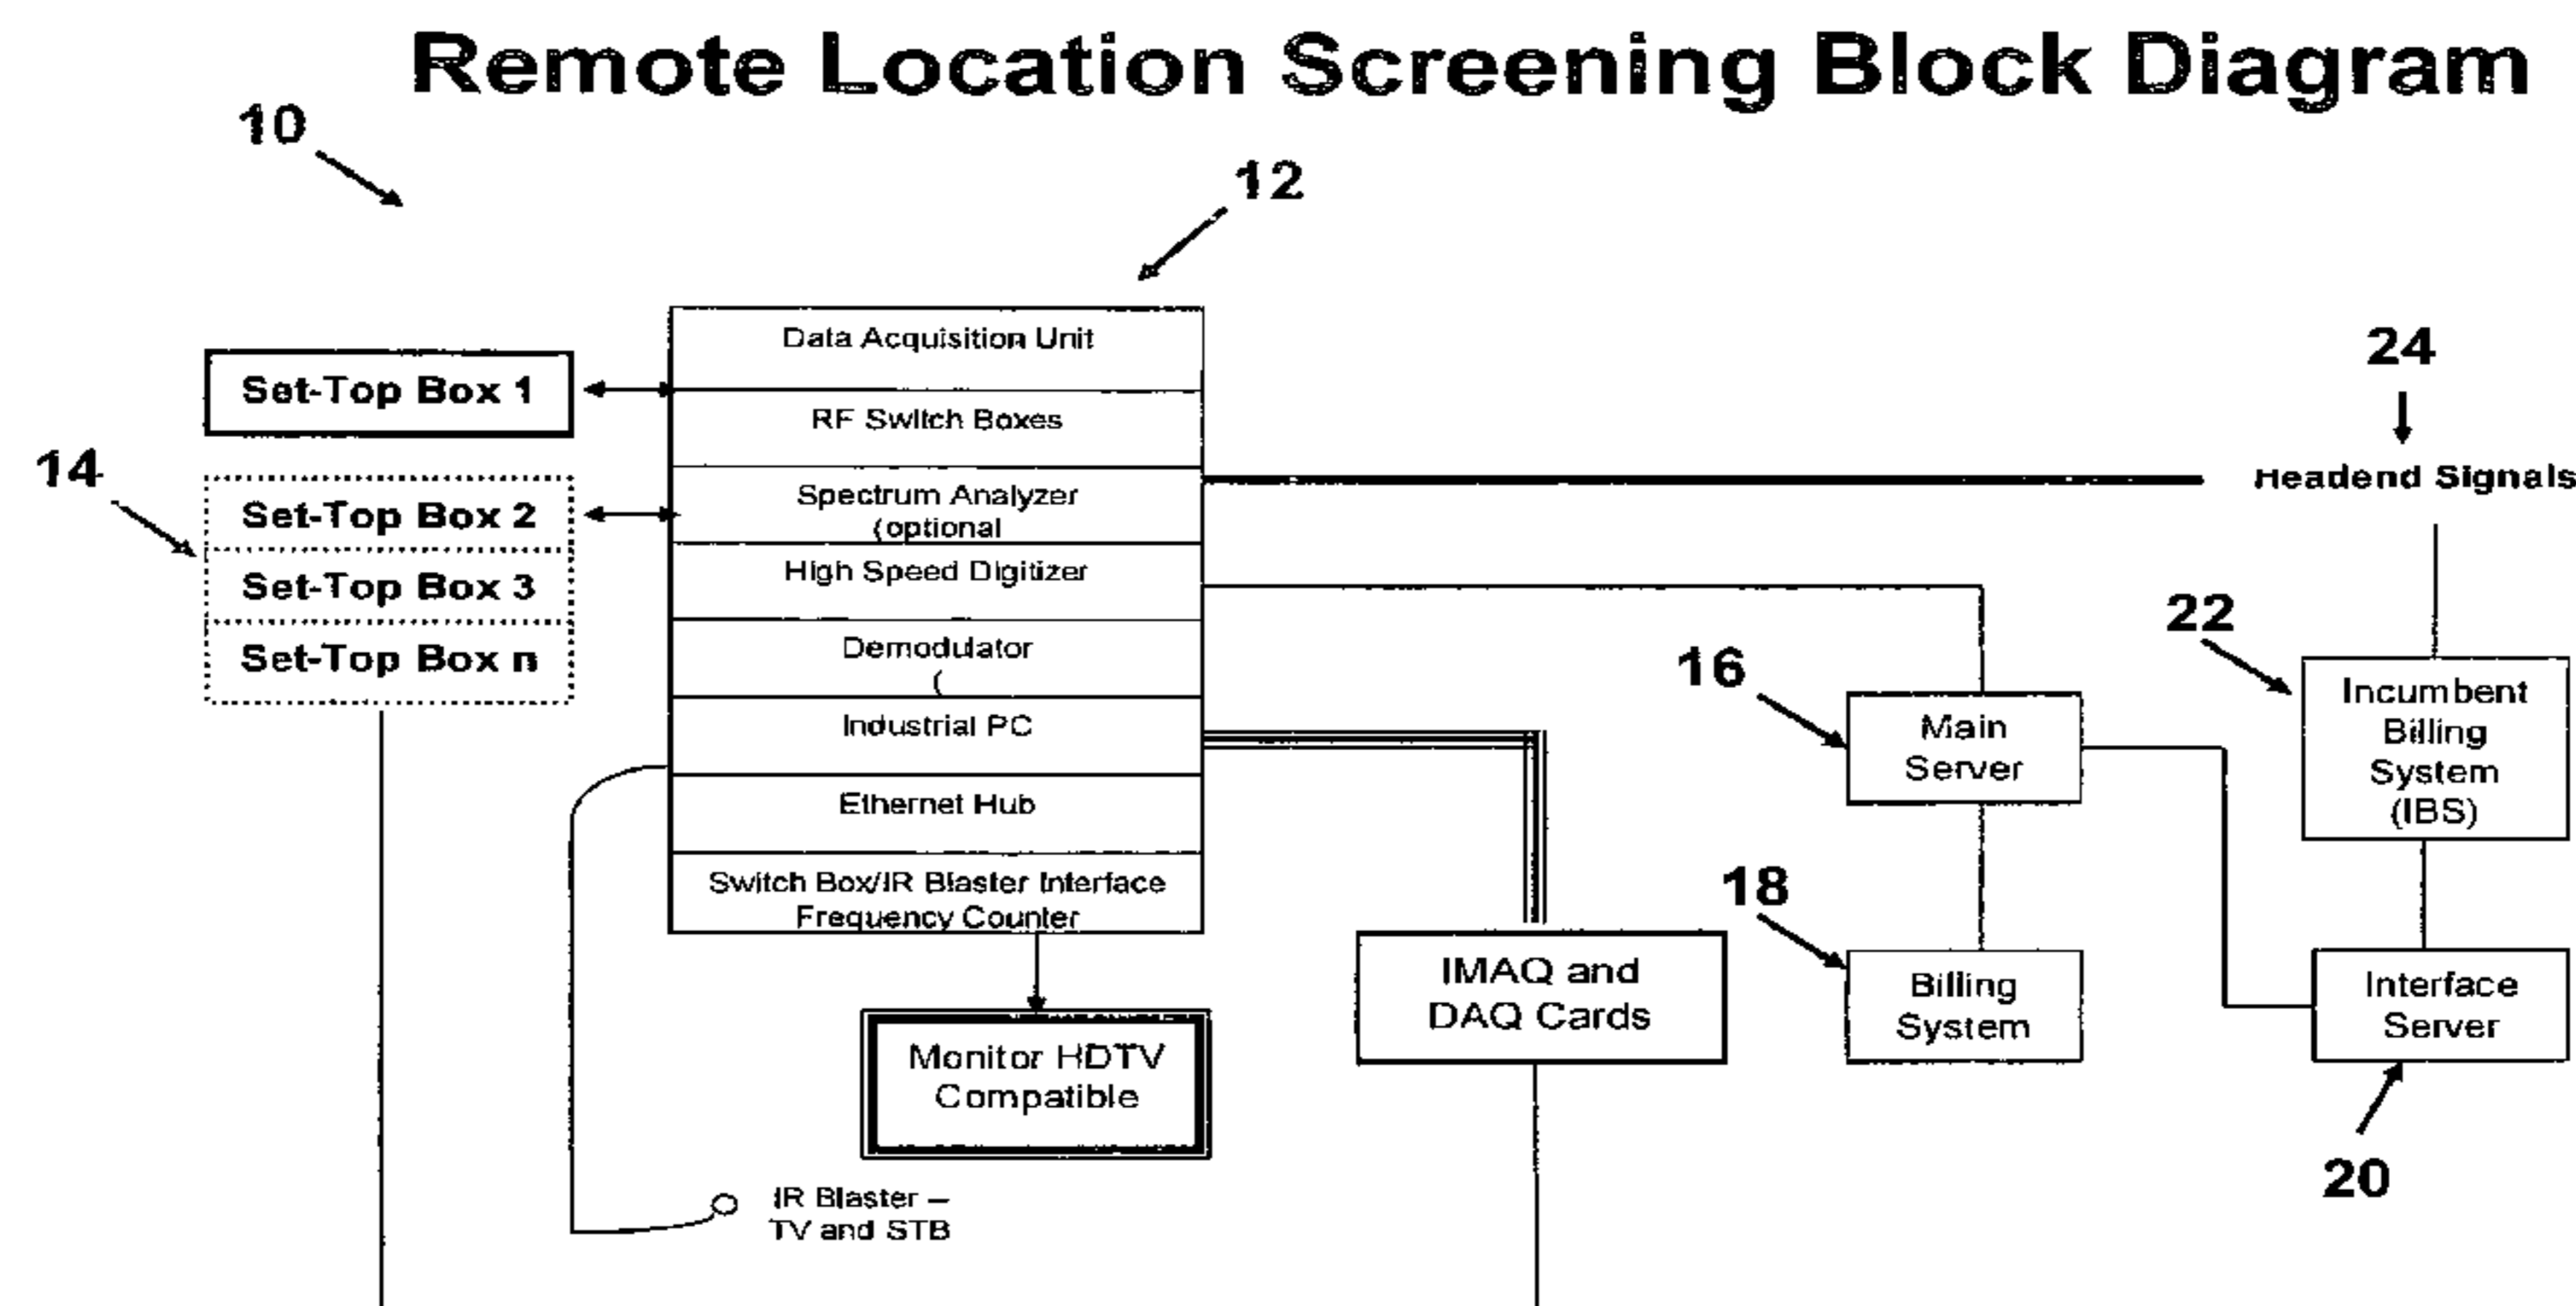 Remote Location Screening Block Diagram
10
12
Data Acquisition Unit
RF Switch Boxes
Spectrum Analyzer
(optional
High Speed Digitizer
Demodulator
(
Industrial PC
Ethernet Hub
Switch Box/IR Blaster Interface
Frequency Counter
Set-Top Box 1
14
Set-Top Box 2
Set-Top Box 3
Set-Top Box n
24
Headend Signals
22
Incumbent
Billing
System
(IBS)
16
Main
Server
18
Billing
System
Interface
Server
20
IMAQ and
DAQ Cards
Monitor HDTV
Compatible
IR Blaster –
TV and STB